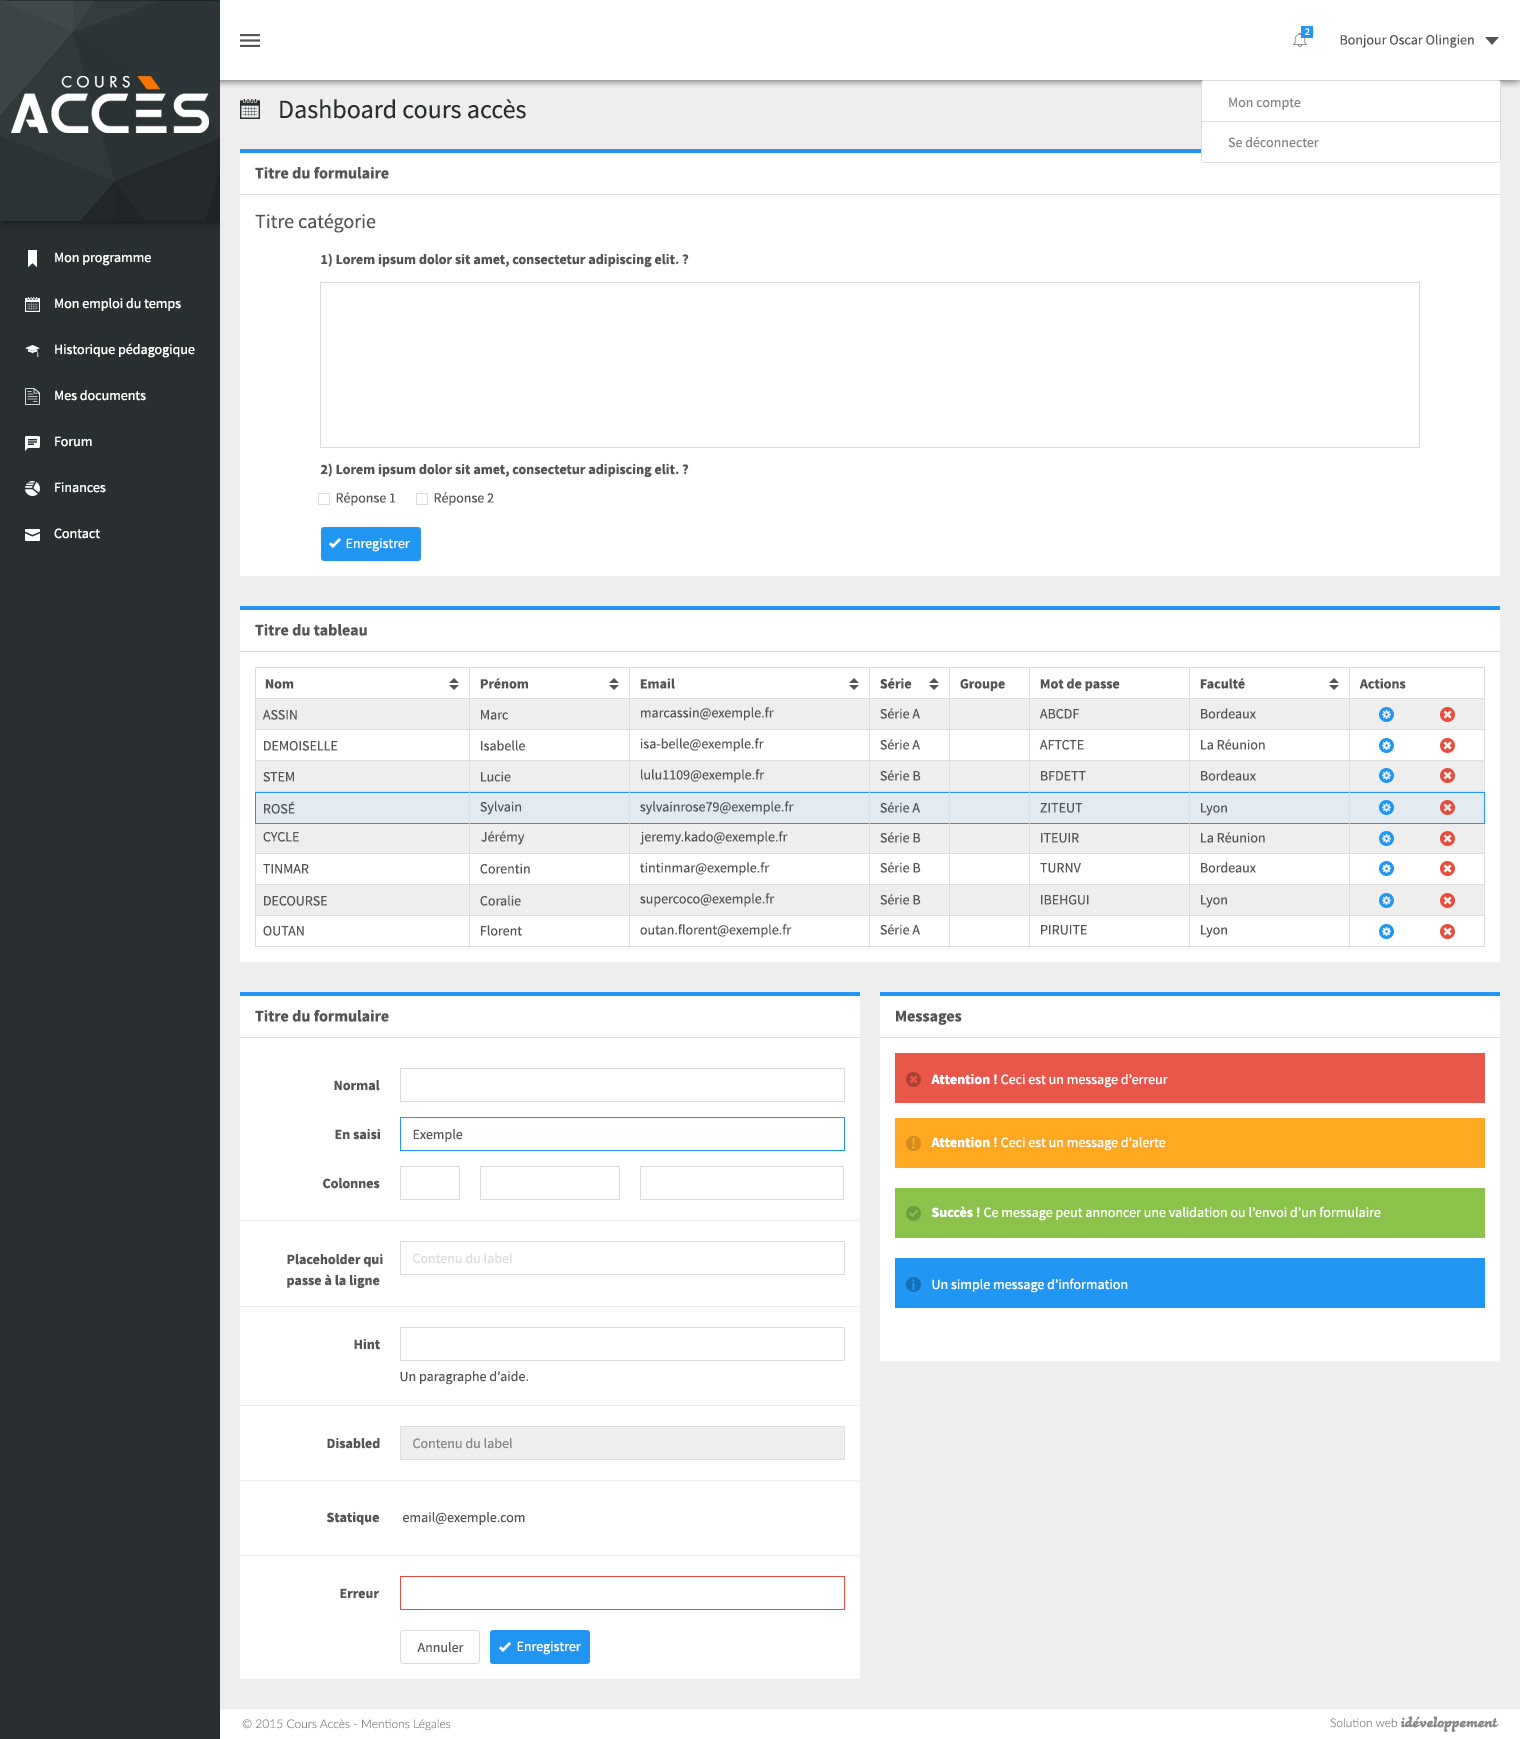 COURS
ACCÈS
2
Bonjour Oscar Olingien
Mon compte
Se déconnecter
Dashboard cours accès
Mon programme
Mon emploi du temps
Historique pédagogique
Mes documents
Forum
Finances
Contact
Titre du formulaire
Titre catégorie
1) Lorem ipsum dolor sit amet, consectetur adipiscing elit. ?
2) Lorem ipsum dolor sit amet, consectetur adipiscing elit. ?
Réponse 1 Réponse 2
Enregistrer
Titre du tableau
Nom Prénom Email Série Groupe Mot de passe Faculté Actions
ASSIN Marc marcassin@exemple.fr Série A ABCDF Bordeaux
DEMOISELLE Isabelle isa-belle@exemple.fr Série A AFTCTE La Réunion
STEM Lucie lulu1109@exemple.fr Série B BFDETT Bordeaux
ROSÉ Sylvain sylvainrose79@exemple.fr Série A ZITEUT Lyon
CYCLE Jérémy jeremy.kado@exemple.fr Série B ITEUIR La Réunion
TINMAR Corentin tintinmar@exemple.fr Série B TURNV Bordeaux
DECOURSE Coralie supercoco@exemple.fr Série B IBEHGUI Lyon
OUTAN Florent outan.florent@exemple.fr Série A PIRUITE Lyon
Titre du formulaire
Normal
En saisi Exemple
Colonnes
Placeholder qui
passe à la ligne
Contenu du label
Hint
Un paragraphe d'aide.
Disabled Contenu du label
Statique email@exemple.com
Erreur
Annuler Enregistrer
Messages
Attention ! Ceci est un message d'erreur
Attention ! Ceci est un message d'alerte
Succès ! Ce message peut annoncer une validation ou l'envoi d'un formulaire
Un simple message d'information
© 2015 Cours Accès - Mentions Légales
Solution web idéveloppement